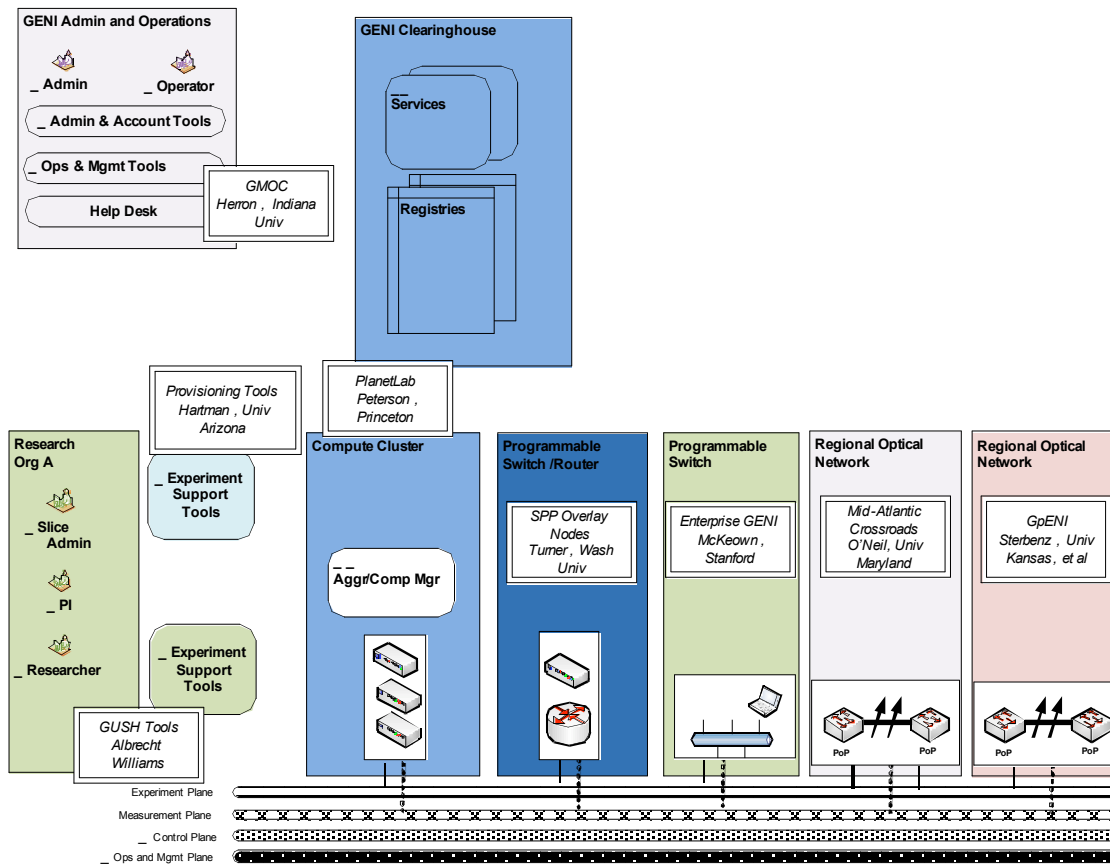 GENI Admin and Operations
_ Admin
_ Operator
_ Admin & Account Tools
_ Ops & Mgmt Tools
Help Desk
GMOC
Herron , Indiana
Univ
GENI Clearinghouse
_ _
Services
Registries
Provisioning Tools
Hartman , Univ
Arizona
PlanetLab
Peterson ,
Princeton
Research
Org A
_ Slice
Admin
_ PI
_ Researcher
_ Experiment
Support
Tools
_ Experiment
Support
Tools
GUSH Tools
Albrecht
Williams
Compute Cluster
_ _
Aggr/Comp Mgr
Programmable
Switch /Router
SPP Overlay
Nodes
Turner , Wash
Univ
Programmable
Switch
Enterprise GENI
McKeown ,
Stanford
Regional Optical
Network
Mid-Atlantic
Crossroads
O'Neil, Univ
Maryland
PoP
PoP
Regional Optical
Network
GpENI
Sterbenz , Univ
Kansas, et al
PoP
PoP
Experiment Plane
Measurement Plane
_ Control Plane
_ Ops and Mgmt Plane